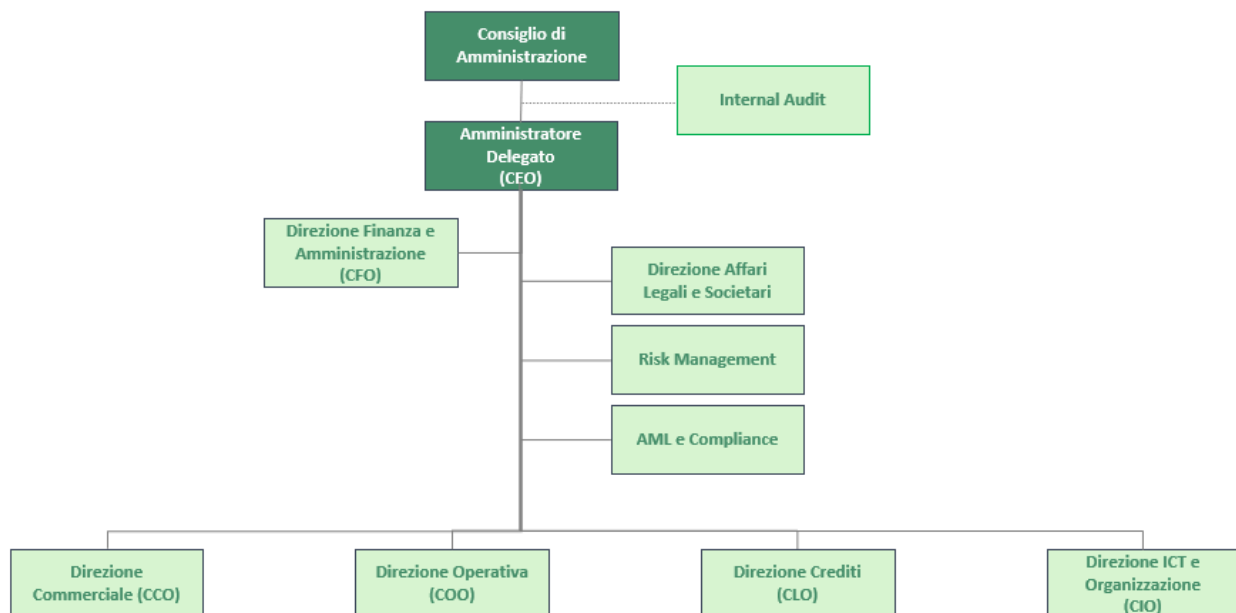 Consiglio di
Amministrazione
Internal Audit
Amministratore
Delegato
(CEO)
Direzione Finanza e
Amministrazione
(CFO)
Direzione Affari
Legali e Societari
Risk Management
AML e Compliance
Direzione
Commerciale (CCO)
Direzione Operativa
(COO)
Direzione Crediti
(CLO)
Direzione ICT e
Organizzazione
(CIO)